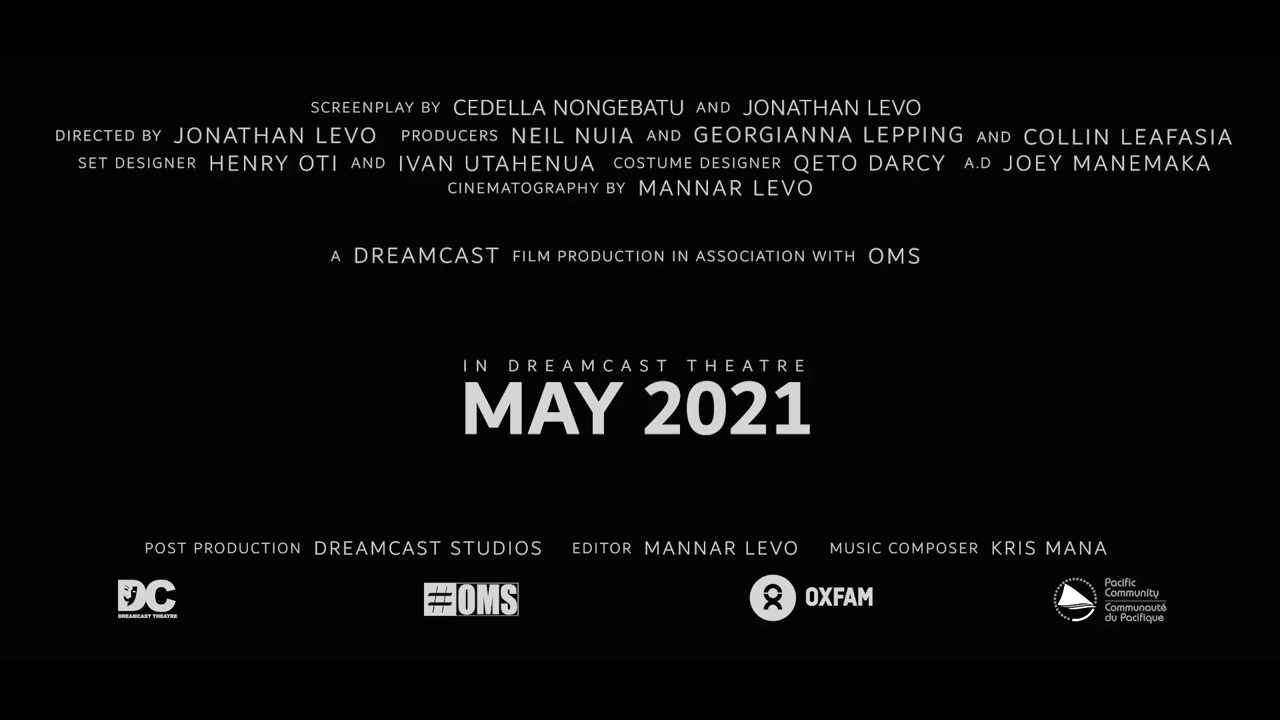 SCREENPLAY BY CEDELLA NONGEBATU AND JONATHAN LEVO
DIRECTED BY JONATHAN LEVO PRODUCERS NEIL NUIA AND GEORGIANNA LEPPING AND COLLIN LEAFASIA
SET DESIGNER HENRY OTI AND IVAN UTAHENUA COSTUME DESIGNER QETO DARCY A.D JOEY MANEMAKA
CINEMATOGRAPHY BY MANNAR LEVO
A DREAMCAST FILM PRODUCTION IN ASSOCIATION WITH OMS
IN DREAMCAST THEATRE
MAY 2021
POST PRODUCTION DREAMCAST STUDIOS EDITOR MANNAR LEVO MUSIC COMPOSER KRIS MANA
DC
DREAMCAST THEATRE
#OMS
OXFAM
Pacific
Community
Communauté
du Pacifique